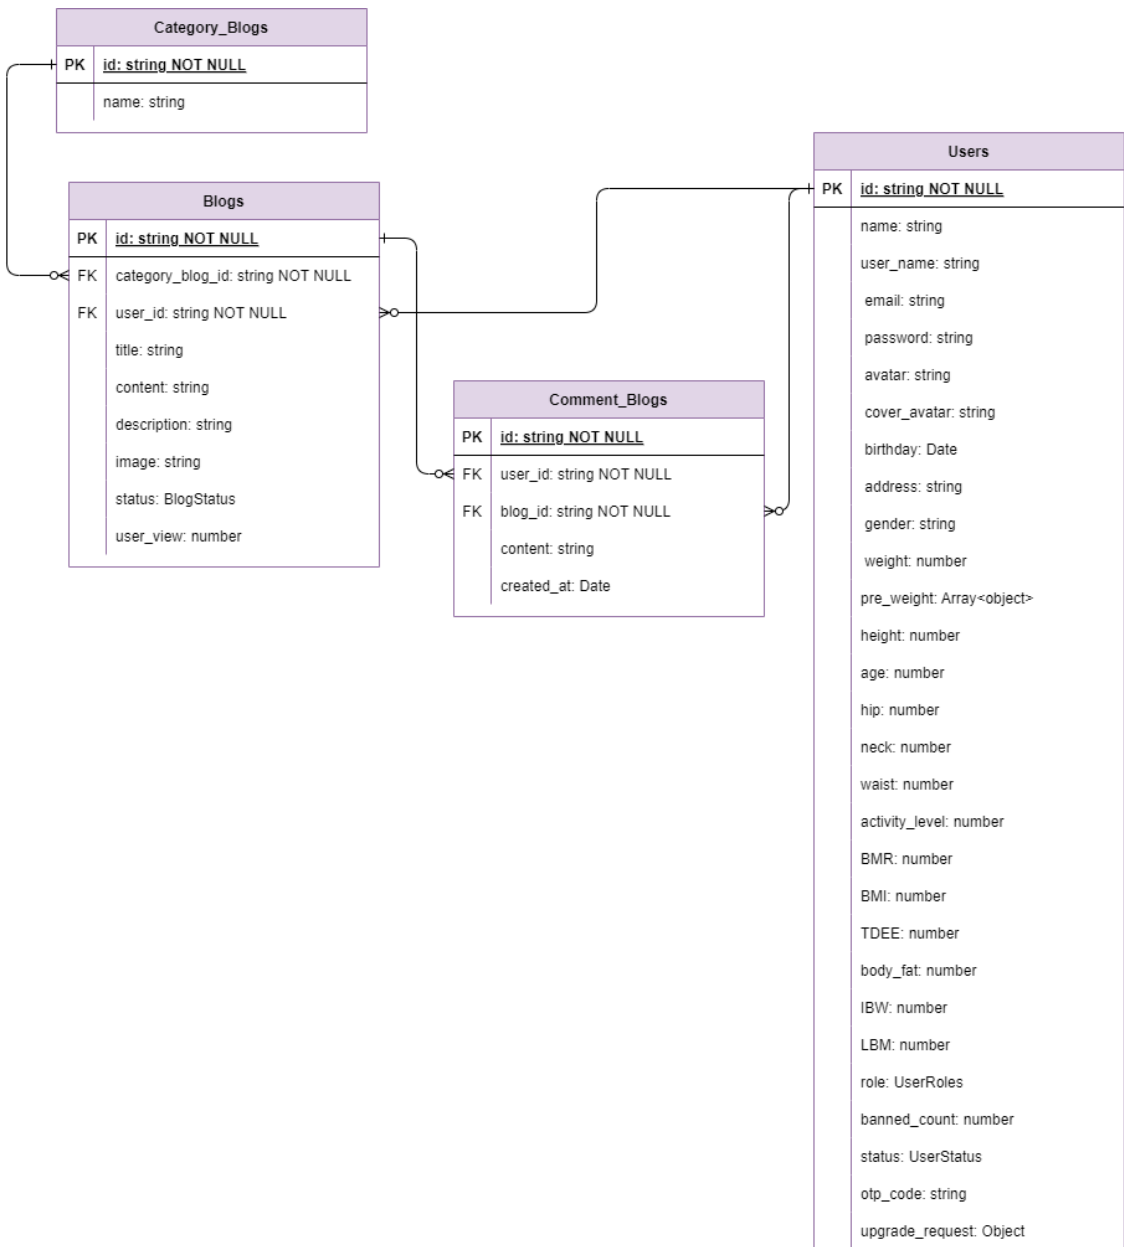 Category_Blogs
PK id: string NOT NULL
name: string
Blogs
PK id: string NOT NULL
FK category_blog_id: string NOT NULL
FK user_id: string NOT NULL
title: string
content: string
description: string
image: string
status: BlogStatus
user_view: number
Comment_Blogs
PK id: string NOT NULL
FK user_id: string NOT NULL
FK blog_id: string NOT NULL
content: string
created_at: Date
Users
PK id: string NOT NULL
name: string
user_name: string
email: string
password: string
avatar: string
cover_avatar: string
birthday: Date
address: string
gender: string
weight: number
pre_weight: Array<object>
height: number
age: number
hip: number
neck: number
waist: number
activity_level: number
BMR: number
BMI: number
TDEE: number
body_fat: number
IBW: number
LBM: number
role: UserRoles
banned_count: number
status: UserStatus
otp_code: string
upgrade_request: Object